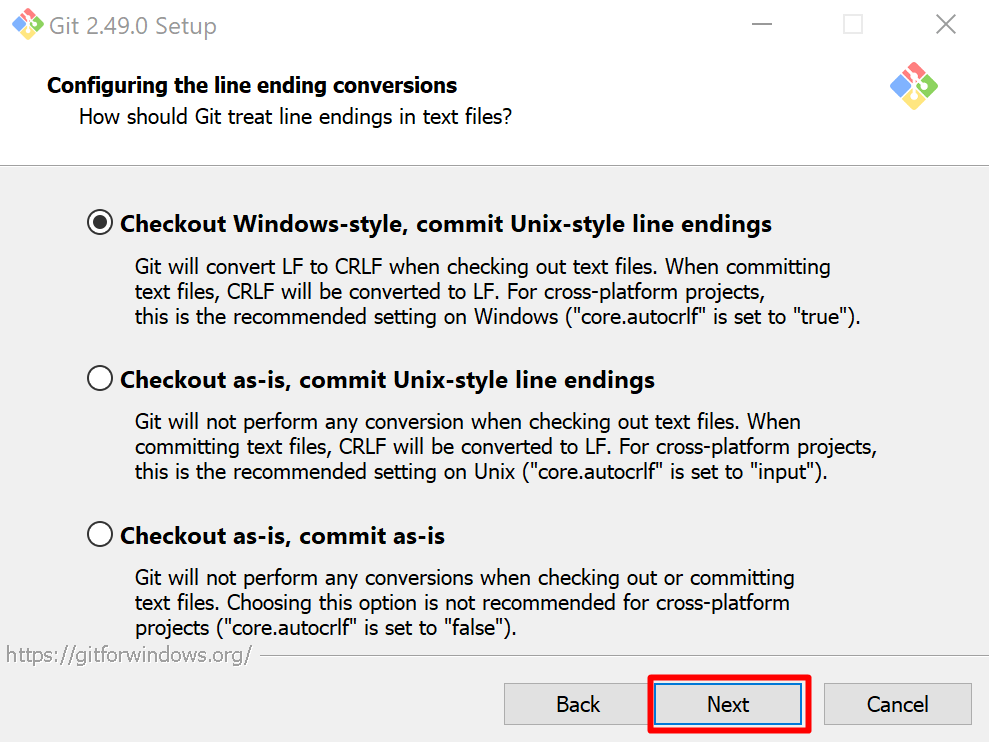 Git 2.49.0 Setup
Configuring the line ending conversions
How should Git treat line endings in text files?
Checkout Windows-style, commit Unix-style line endings
Git will convert LF to CRLF when checking out text files. When committing
text files, CRLF will be converted to LF. For cross-platform projects,
this is the recommended setting on Windows ("core.autocrlf" is set to "true").
Checkout as-is, commit Unix-style line endings
Git will not perform any conversion when checking out text files. When
committing text files, CRLF will be converted to LF. For cross-platform projects,
this is the recommended setting on Unix ("core.autocrlf" is set to "input").
Checkout as-is, commit as-is
Git will not perform any conversions when checking out or committing
text files. Choosing this option is not recommended for cross-platform
projects ("core.autocrlf" is set to "false").
https://gitforwindows.org/
Back Next Cancel